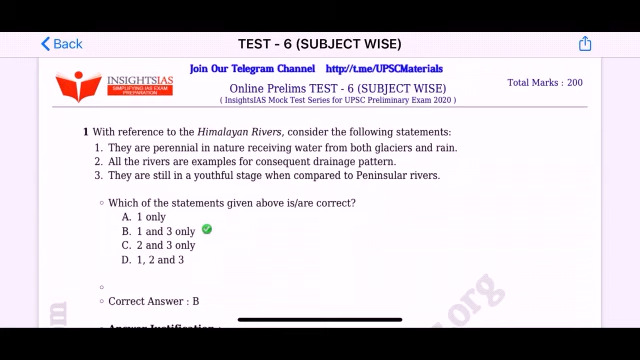 Back
TEST - 6 (SUBJECT WISE)
Join Our Telegram Channel http://t.me/UPSCMaterials
INSIGHTSIAS
SIMPLIFYING IAS EXAM PREPARATION
Online Prelims TEST - 6 (SUBJECT WISE)
( InsightsIAS Mock Test Series for UPSC Preliminary Exam 2020 )
Total Marks : 200
1 With reference to the Himalayan Rivers, consider the following statements:
1. They are perennial in nature receiving water from both glaciers and rain.
2. All the rivers are examples for consequent drainage pattern.
3. They are still in a youthful stage when compared to Peninsular rivers.
Which of the statements given above is/are correct?
A. 1 only
B. 1 and 3 only
C. 2 and 3 only
D. 1, 2 and 3
Correct Answer : B
Answer Justification :